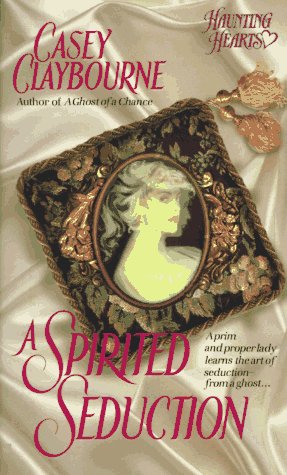 CASEY
CLAYBOURNE
Author of A Ghost of a Chance
HAUNTING
HEARTS
A SPIRITED
SEDUCTION
A prim
and proper lady
learns the art of
seduction–
from a ghost...